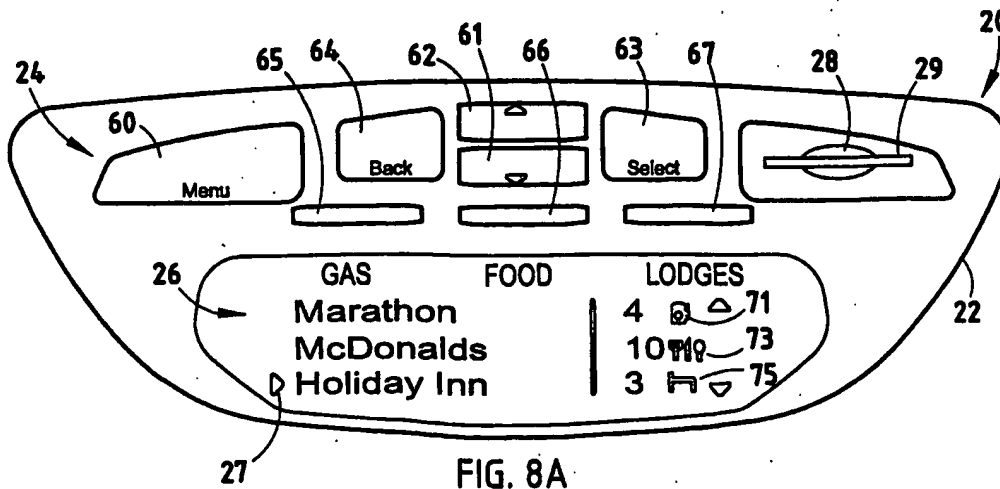 20
61
62
66
64
63
67
65
28
29
24
60
Back
Select
Menu
26
GAS FOOD LODGES
Marathon 4 71
22
McDonalds 10 73
Holiday Inn 3 75
27
FIG. 8A